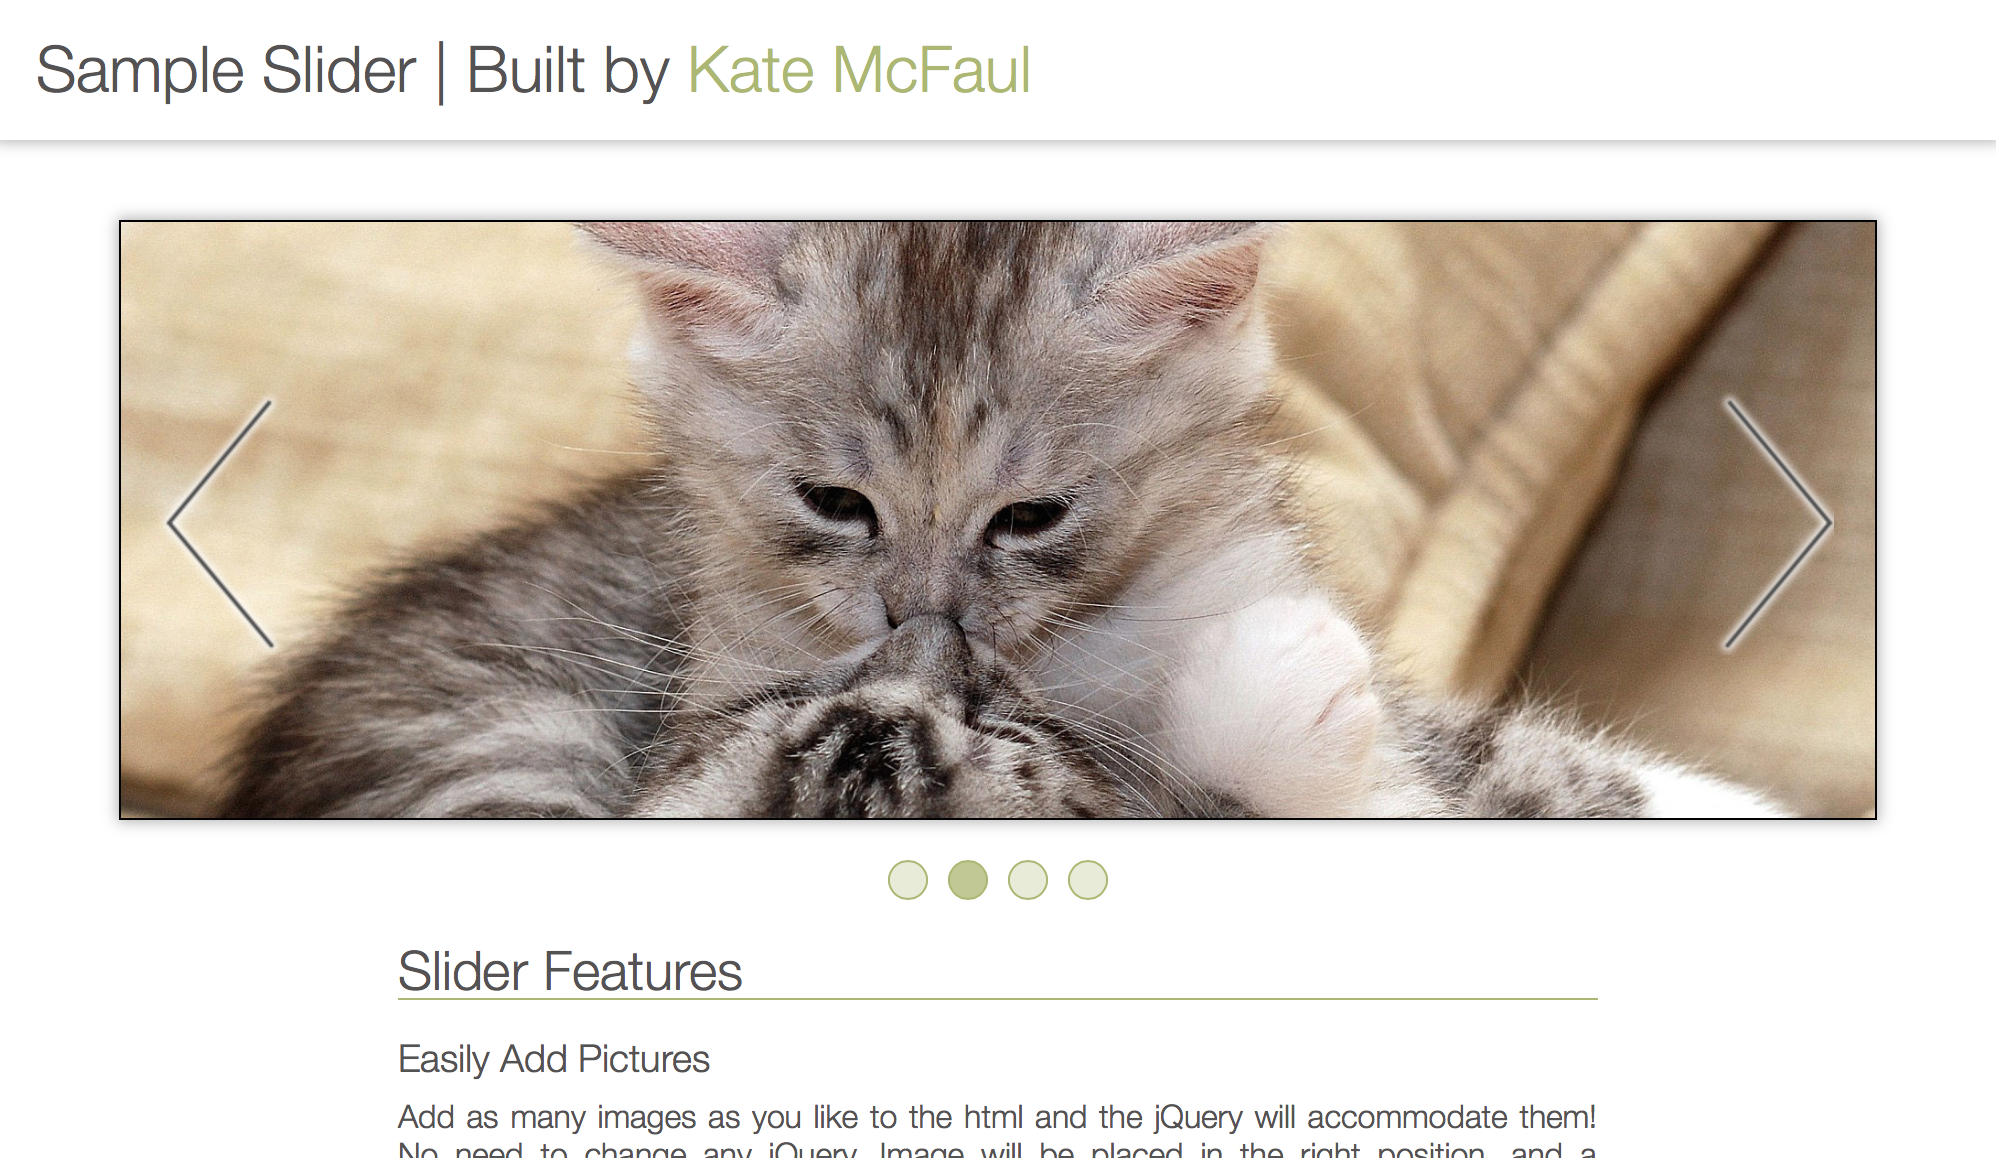 Sample Slider | Built by Kate McFaul
Slider Features
Easily Add Pictures
Add as many images as you like to the html and the jQuery will accommodate them!
No need to change any jQuery. Image will be placed in the right position, and a